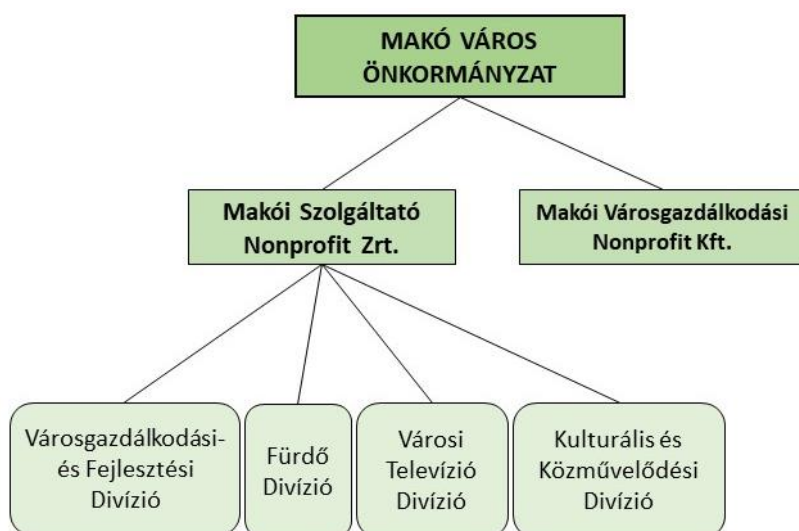 MAKÓ VÁROS
ÖNKORMÁNYZAT
Makói Szolgáltató
Nonprofit Zrt.
Makói Városgazdálkodási
Nonprofit Kft.
Városgazdálkodási-
és Fejlesztési
Divízió
Fürdő
Divízió
Városi
Televízió
Divízió
Kulturális és
Közművelődési
Divízió